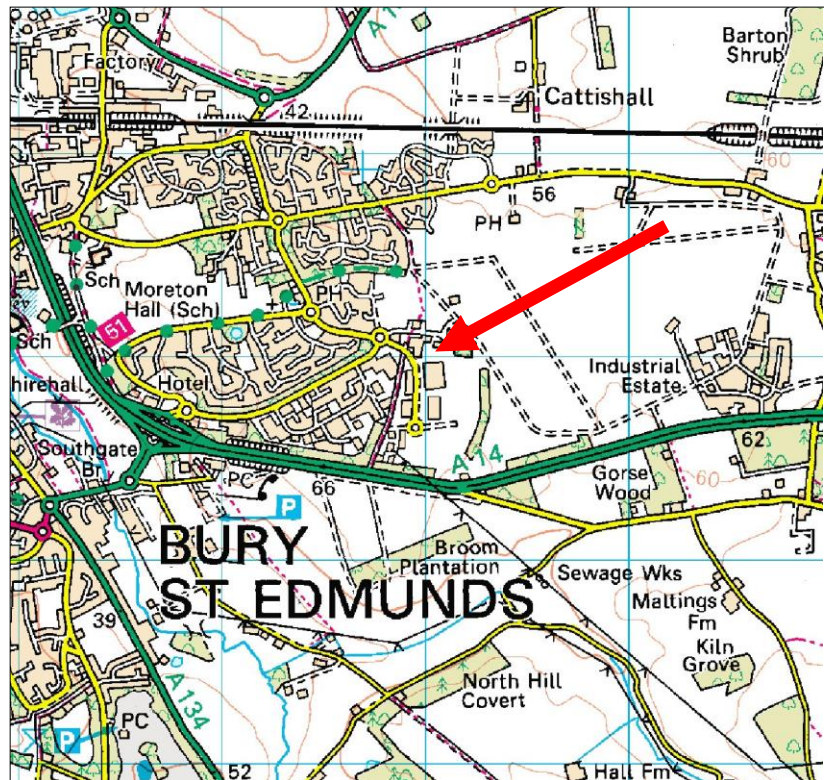 Barton
Shrub
A 1
Factory
Cattishall
42
60
56
PH
Sch
Moreton
Hall (Sch)
PH
51
Sch
Industrial
Estate
hirehall
Hotel
62
Southgate
Br
A 14
Gorse
Wood
60
PC
66
P
BURY
ST EDMUNDS
Broom
Plantation
Sewage Wks
Maltings
Fm
39
Kiln
Grove
North Hill
Covert
A 134
PC
P
52
Hall Fm